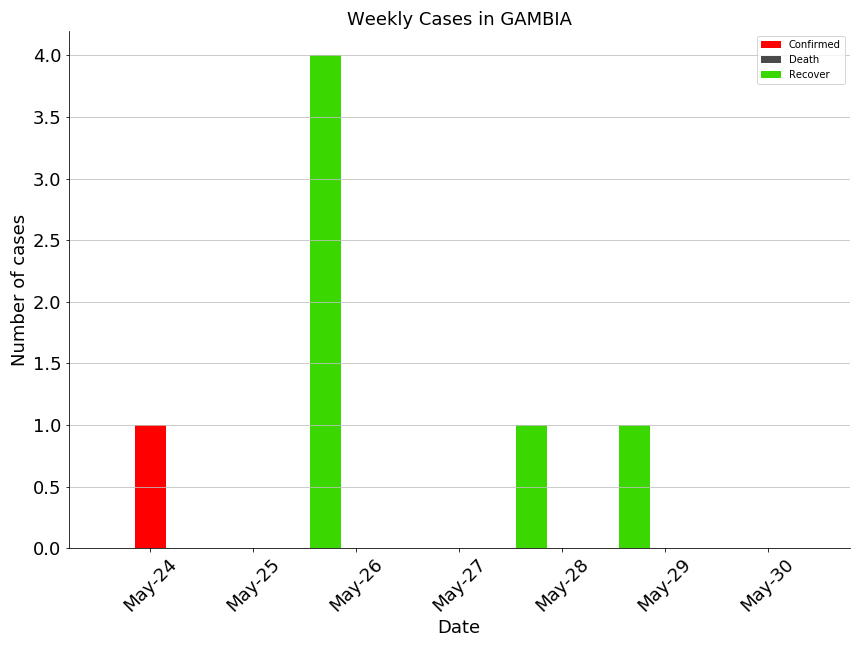 Weekly Cases in GAMBIA
Confirmed
Death
Recover
Number of cases
4.0
3.5
3.0
2.5
2.0
1.5
1.0
0.5
0.0
May-24
May-25
May-26
May-27
May-28
May-29
May-30
Date